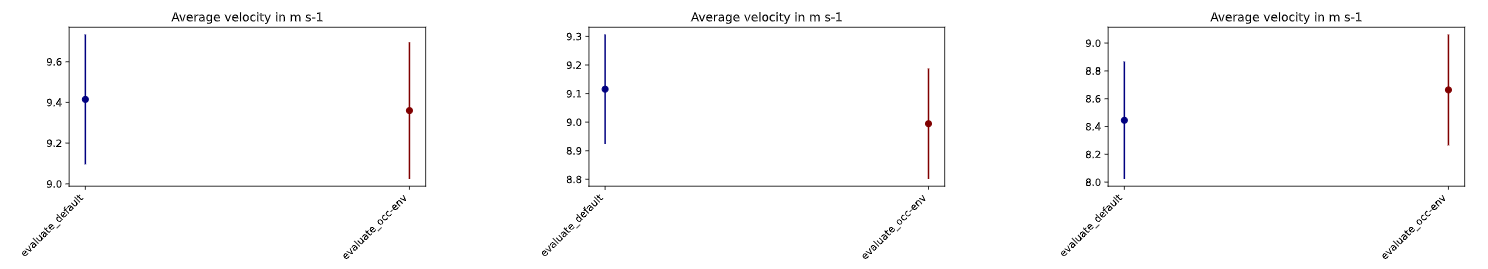 Average velocity in m s-1
9.6
9.4
9.2
9.0
evaluate_default
evaluate_occ-env
Average velocity in m s-1
9.3
9.2
9.1
9.0
8.9
8.8
evaluate_default
evaluate_occ-env
Average velocity in m s-1
9.0
8.8
8.6
8.4
8.2
8.0
evaluate_default
evaluate_occ-env